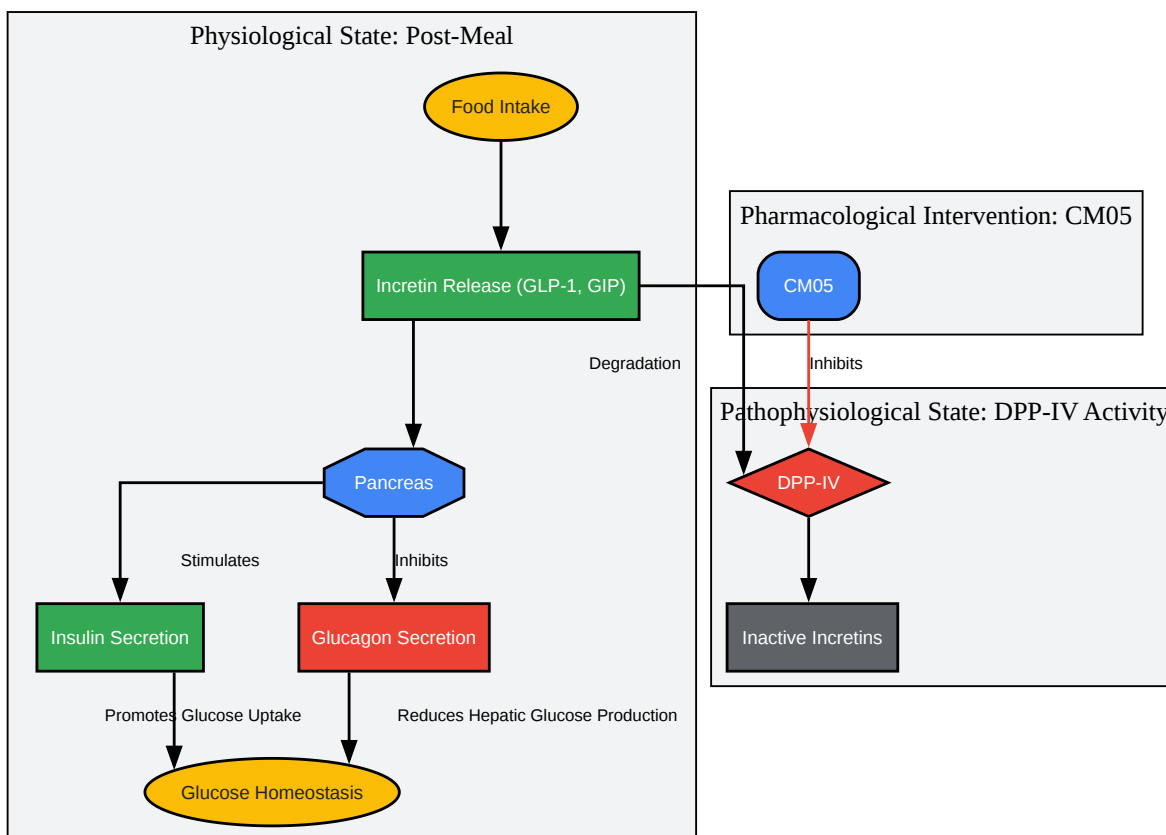 Physiological State: Post-Meal
Food Intake
Pharmacological Intervention: CM05
Incretin Release (GLP-1, GIP)
CM05
Degradation
Inhibits
Pathophysiological State: DPP-IV Activity
Pancreas
DPP-IV
Stimulates
Inhibits
Insulin Secretion
Glucagon Secretion
Inactive Incretins
Promotes Glucose Uptake
Reduces Hepatic Glucose Production
Glucose Homeostasis